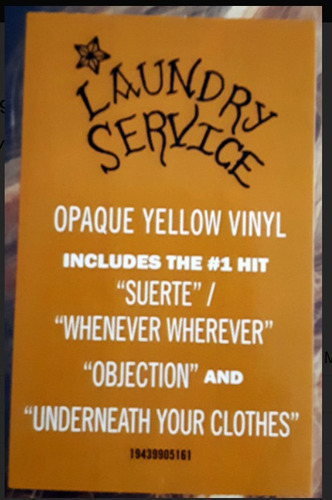 LAUNDRY
SERVICE
OPAQUE YELLOW VINYL
INCLUDES THE #1 HIT
“SUERTE” /
“WHENEVER WHEREVER”
“OBJECTION” AND
“UNDERNEATH YOUR CLOTHES”
19439905161